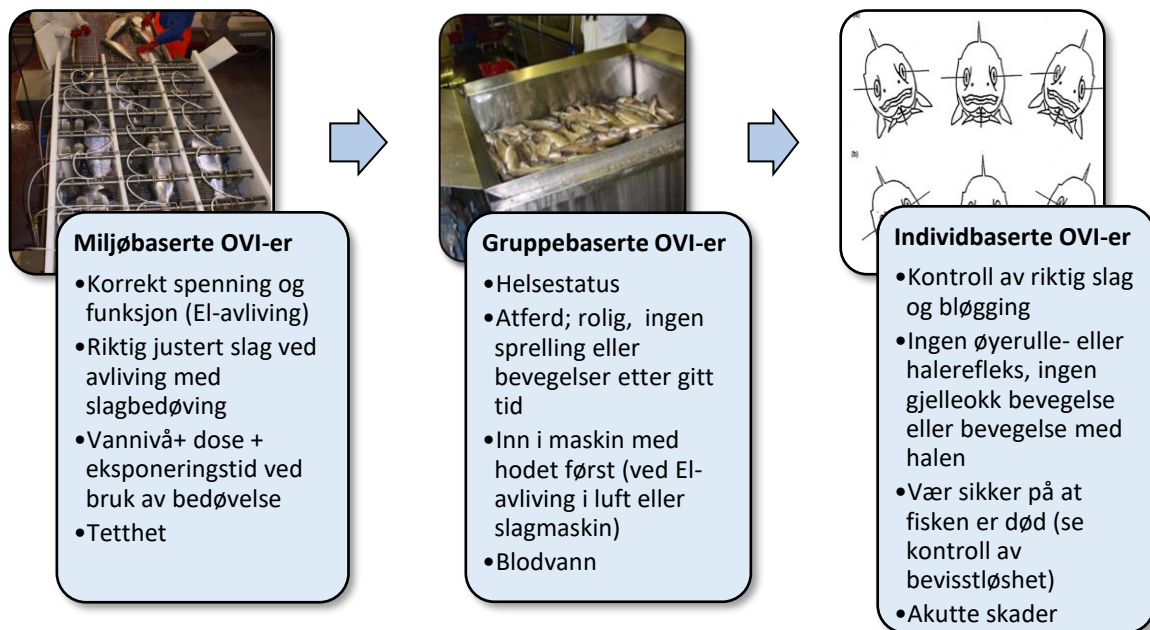 Miljøbaserte OVI-er
•Korrekt spenning og
funksjon (El-avliving)
•Riktig justert slag ved
avliving med
slagbedøving
•Vannivå+ dose +
eksponeringstid ved
bruk av bedøvelse
•Tetthet
Gruppebaserte OVI-er
•Helsestatus
•Atferd; rolig, ingen
sprelling eller
bevegelser etter gitt
tid
•Inn i maskin med
hodet først (ved El-
avliving i luft eller
slagmaskin)
•Blodvann
(b)
Individbaserte OVI-er
•Kontroll av riktig slag
og bløgging
•Ingen øyerulle- eller
halerefleks, ingen
gjelleokk bevegelse
eller bevegelse med
halen
•Vær sikker på at
fisken er død (se
kontroll av
bevisstløshet)
•Akutte skader